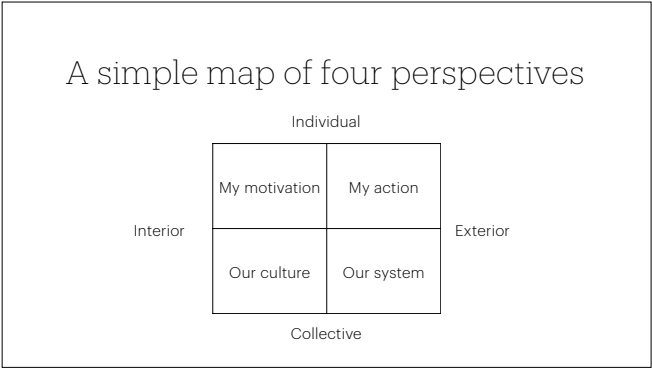 A simple map of four perspectives
Individual
My motivation My action
Interior Exterior
Our culture Our system
Collective